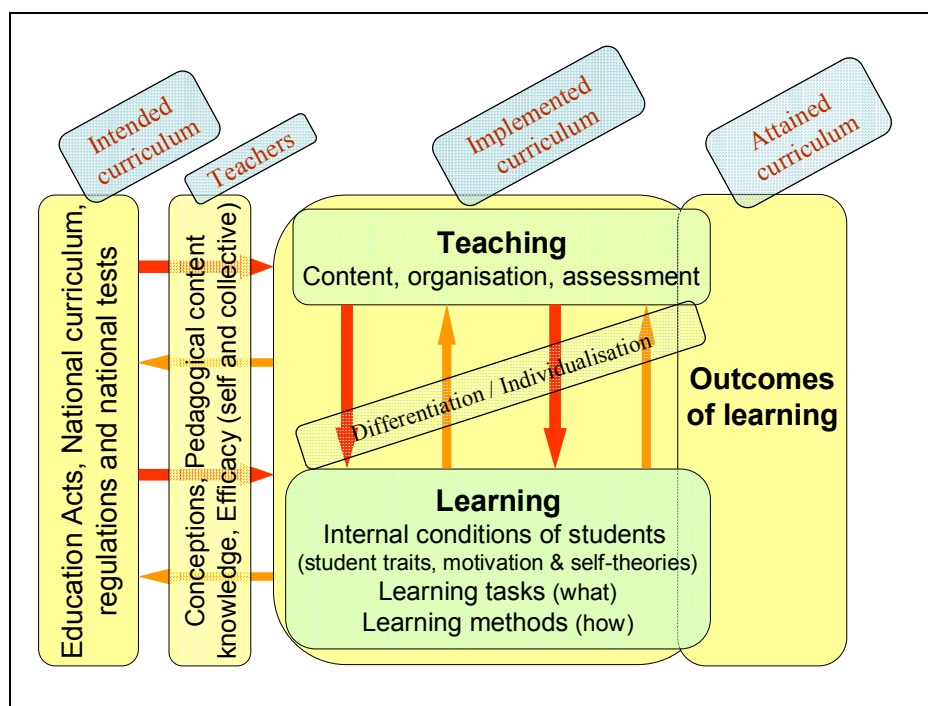 Intended
curriculum
Teachers
Implemented
curriculum
Attained
curriculum
Education Acts, National curriculum,
regulations and national tests
Conceptions, Pedagogical content
knowledge, Efficacy (self and collective)
Teaching
Content, organisation, assessment
Differentiation / Individualisation
Learning
Internal conditions of students
(student traits, motivation & self-theories)
Learning tasks (what)
Learning methods (how)
Outcomes
of learning